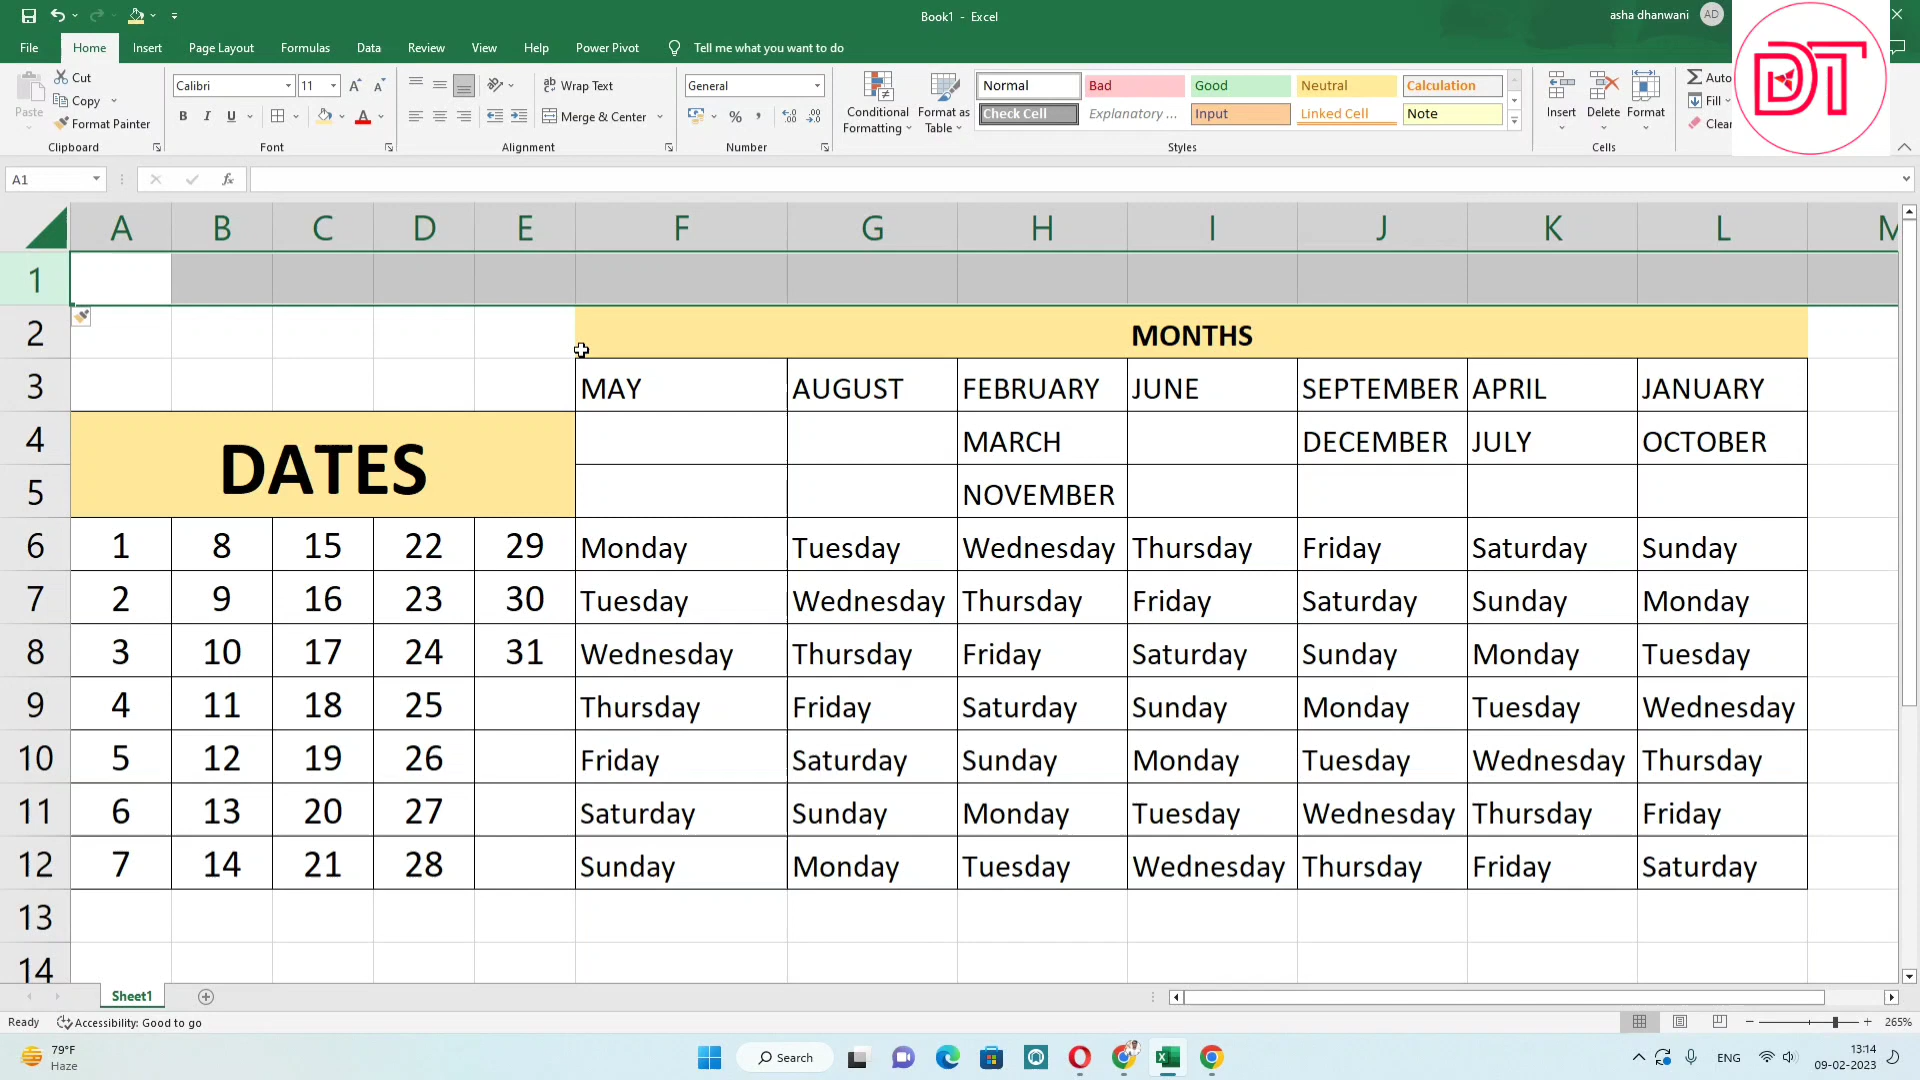 Book1 - Excel
asha dhanwani AD
File Home Insert Page Layout Formulas Data Review View Help Power Pivot Tell me what you want to do
DT
Paste
Cut
Copy
Format Painter
Clipboard
Calibri 11
B I U
Font
Wrap Text
Merge & Center
Alignment
General
Number
Conditional Formatting
Format as Table
Normal Bad Good Neutral Calculation
Check Cell Explanatory ... Input Linked Cell Note
Styles
Insert Delete Format
Cells
Auto
Fill
Clear
A1 fx
A B C D E F G H I J K L M
1
2 MONTHS
3 MAY AUGUST FEBRUARY JUNE SEPTEMBER APRIL JANUARY
4 DATES MARCH DECEMBER JULY OCTOBER
5 NOVEMBER
6 1 8 15 22 29 Monday Tuesday Wednesday Thursday Friday Saturday Sunday
7 2 9 16 23 30 Tuesday Wednesday Thursday Friday Saturday Sunday Monday
8 3 10 17 24 31 Wednesday Thursday Friday Saturday Sunday Monday Tuesday
9 4 11 18 25 Thursday Friday Saturday Sunday Monday Tuesday Wednesday
10 5 12 19 26 Friday Saturday Sunday Monday Tuesday Wednesday Thursday
11 6 13 20 27 Saturday Sunday Monday Tuesday Wednesday Thursday Friday
12 7 14 21 28 Sunday Monday Tuesday Wednesday Thursday Friday Saturday
13
14
Sheet1
Ready Accessibility: Good to go 265%
79°F
Haze
Search
ENG
13:14
09-02-2023